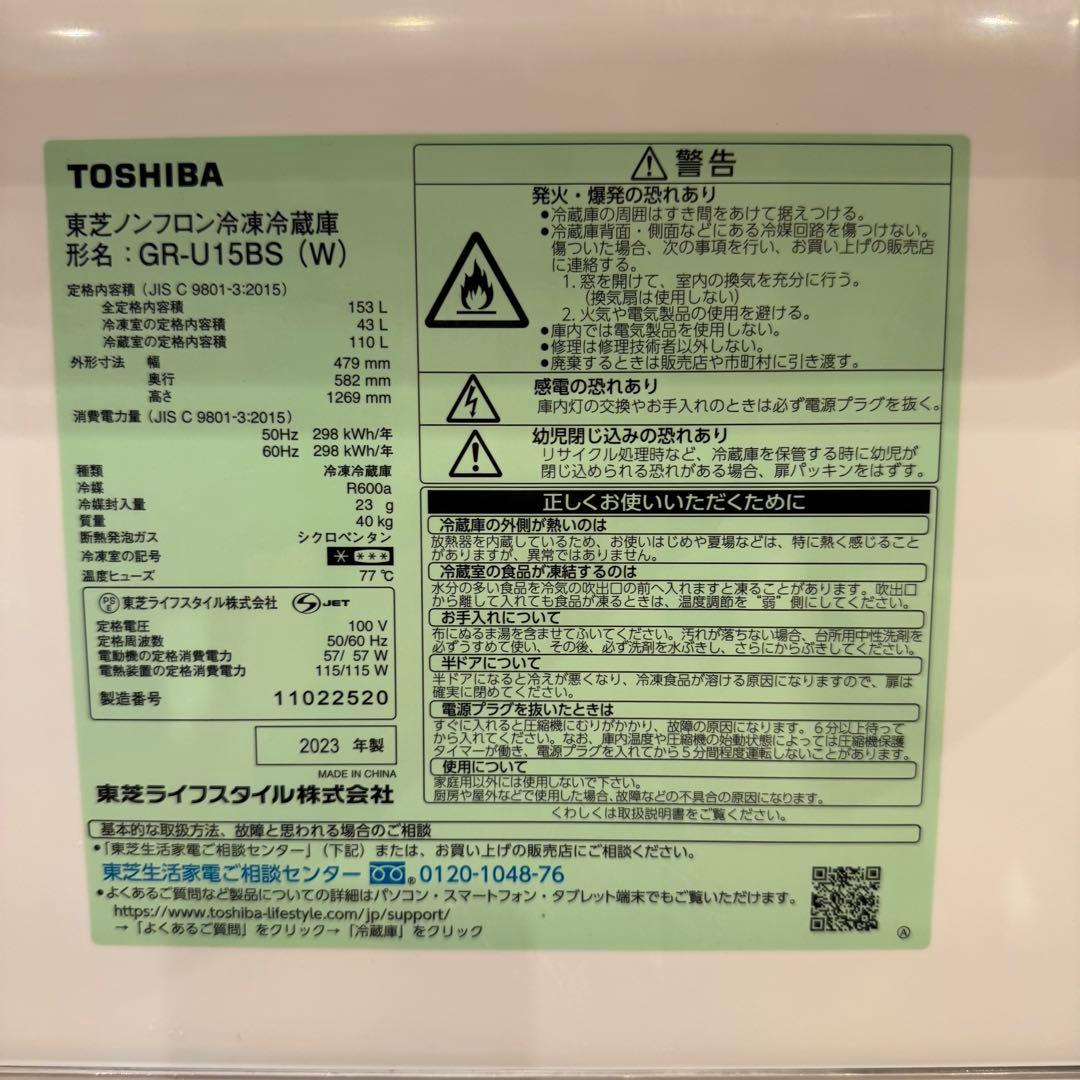 TOSHIBA
東芝ノンフロン冷凍冷蔵庫
形名：GR-U15BS（W）
定格内容積（JIS C 9801-3:2015）
全定格内容積 153 L
冷凍室の定格内容積 43 L
冷蔵室の定格内容積 110 L
外形寸法 幅 479 mm
奥行 582 mm
高さ 1269 mm
消費電力量（JIS C 9801-3:2015）
50Hz 298 kWh/年
60Hz 298 kWh/年
種類 冷凍冷蔵庫
冷媒 R600a
冷媒封入量 23 g
質量 40 kg
断熱発泡ガス シクロペンタン
冷凍室の記号 * ***
温度ヒューズ 77 ℃
PSE 東芝ライフスタイル株式会社 S JET
定格電圧 100 V
定格周波数 50/60 Hz
電動機の定格消費電力 57/ 57 W
電熱装置の定格消費電力 115/115 W
製造番号 11022520
2023 年製
MADE IN CHINA
東芝ライフスタイル株式会社
警告
発火・爆発の恐れあり
●冷蔵庫の周囲はすき間をあけて据えつける。
●冷蔵庫背面・側面などにある冷媒回路を傷つけない。
傷ついた場合、次の事項を行い、お買い上げの販売店
に連絡する。
1. 窓を開けて、室内の換気を充分に行う。
（換気扇は使用しない）
2. 火気や電気製品の使用を避ける。
●庫内では電気製品を使用しない。
●修理は修理技術者以外しない。
●廃棄するときは販売店や市町村に引き渡す。
感電の恐れあり
庫内灯の交換やお手入れのときは必ず電源プラグを抜く。
幼児閉じ込みの恐れあり
リサイクル処理時など、冷蔵庫を保管する時に幼児が
閉じ込められる恐れがある場合、扉パッキンをはずす。
正しくお使いいただくために
冷蔵庫の外側が熱いのは
放熱器を内蔵しているため、お使いはじめや夏場などは、特に熱く感じること
がありますが、異常ではありません。
冷蔵室の食品が凍結するのは
水分の多い食品を冷気の吹出口の前へ入れますと凍ることがあります。吹出口
から離して入れても食品が凍るときは、温度調節を“弱”側にしてください。
お手入れについて
布にぬるま湯を含ませてふいてください。汚れが落ちない場合、台所用中性洗剤を
必ずうすめて使い、その後、必ず洗剤を水ぶきし、さらにからぶきしてください。
半ドアについて
半ドアになると冷えが悪くなり、冷凍食品が溶ける原因になりますので、扉は
確実に閉めてください。
電源プラグを抜いたときは
すぐに入れると圧縮機にむりがかかり、故障の原因になります。6分以上待って
から入れてください。なお、庫内温度や圧縮機の始動状態によっては圧縮機保護
タイマーが働き、電源プラグを入れてから5分間程度運転しないことがあります。
使用について
家庭用以外には使用しないで下さい。
厨房や屋外などで使用した場合、故障などの不具合の原因になります。
くわしくは取扱説明書をご覧ください。
基本的な取扱方法、故障と思われる場合のご相談
●「東芝生活家電ご相談センター」（下記）または、お買い上げの販売店にご相談ください。
東芝生活家電ご相談センター ® 0120-1048-76
●よくあるご質問など製品についての詳細はパソコン・スマートフォン・タブレット端末でもご覧いただけます。
https://www.toshiba-lifestyle.com/jp/support/
→「よくあるご質問」をクリック→「冷蔵庫」をクリック
Ⓐ